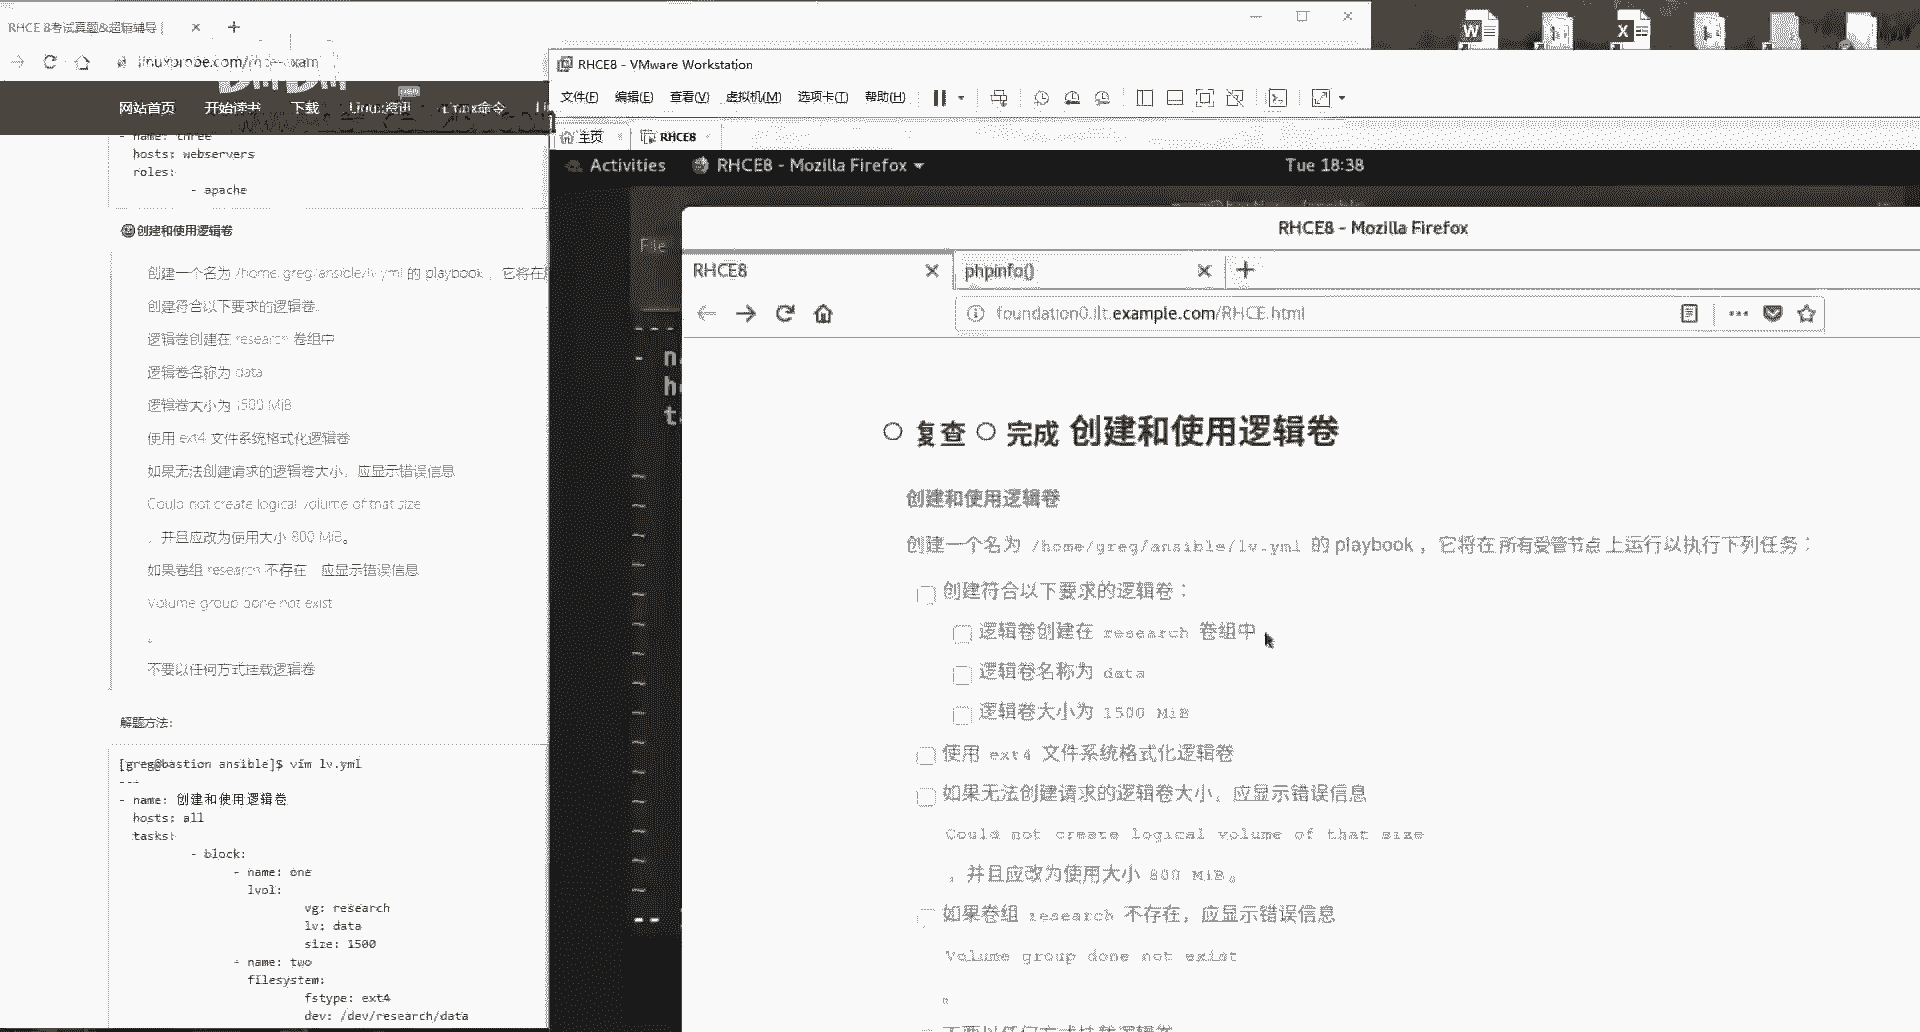 RHCE 8考试真题&超稳辅导
网站首页 开始读书 下载 Linux资讯 Linux命令
- name: three
hosts: webservers
roles:
- apache
创建和使用逻辑卷
创建一个名为 /home/greg/ansible/lv.yml 的 playbook ，它将在
创建符合以下要求的逻辑卷
逻辑卷创建在 research 卷组中
逻辑卷名称为 data
逻辑卷大小为 1500 MiB
使用 ext4 文件系统格式化逻辑卷
如果无法创建请求的逻辑卷大小，应显示错误信息
Could not create logical volume of that size
，并且应改为使用大小 800 MiB。
如果卷组 research 不存在，应显示错误信息
Volume group done not exist
。
不要以任何方式挂载逻辑卷
解题方法:
[greg@bastion ansible]$ vim lv.yml
---
- name: 创建和使用逻辑卷
hosts: all
tasks:
- block:
- name: one
lvol:
vg: research
lv: data
size: 1500
- name: two
filesystem:
fstype: ext4
dev: /dev/research/data
RHCE8 - VMware Workstation
文件(F) 编辑(E) 查看(V) 虚拟机(M) 选项卡(T) 帮助(H)
主页 RHCE8
Activities RHCE8 - Mozilla Firefox Tue 18:38
File
RHCE8 - Mozilla Firefox
RHCE8 phpinfo()
foundation0.ilt.example.com/RHCE.html
复查 完成 创建和使用逻辑卷
创建和使用逻辑卷
创建一个名为 /home/greg/ansible/lv.yml 的 playbook ，它将在 所有受管节点 上运行以执行下列任务：
创建符合以下要求的逻辑卷：
逻辑卷创建在 research 卷组中
逻辑卷名称为 data
逻辑卷大小为 1500 MiB
使用 ext4 文件系统格式化逻辑卷
如果无法创建请求的逻辑卷大小，应显示错误信息
Could not create logical volume of that size
，并且应改为使用大小 800 MiB。
如果卷组 research 不存在，应显示错误信息
Volume group done not exist
。
不要以任何方式挂载逻辑卷